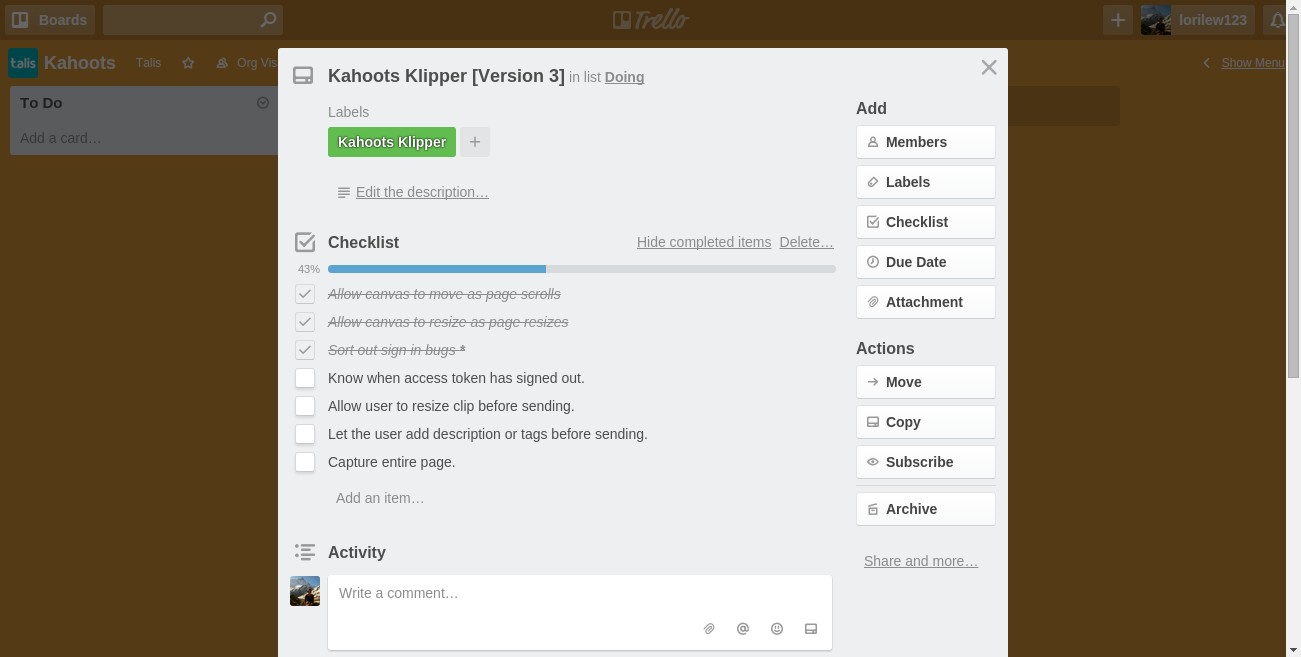 Boards
Trello
lorilew123
talis Kahoots Talis Org Vis
Show Menu
To Do
Add a card…
Kahoots Klipper [Version 3] in list Doing
Labels
Kahoots Klipper +
Edit the description…
Checklist Hide completed items Delete…
43%
Allow canvas to move as page scrolls
Allow canvas to resize as page resizes
Sort out sign in bugs *
Know when access token has signed out.
Allow user to resize clip before sending.
Let the user add description or tags before sending.
Capture entire page.
Add an item…
Activity
Write a comment…
Add
Members
Labels
Checklist
Due Date
Attachment
Actions
Move
Copy
Subscribe
Archive
Share and more…